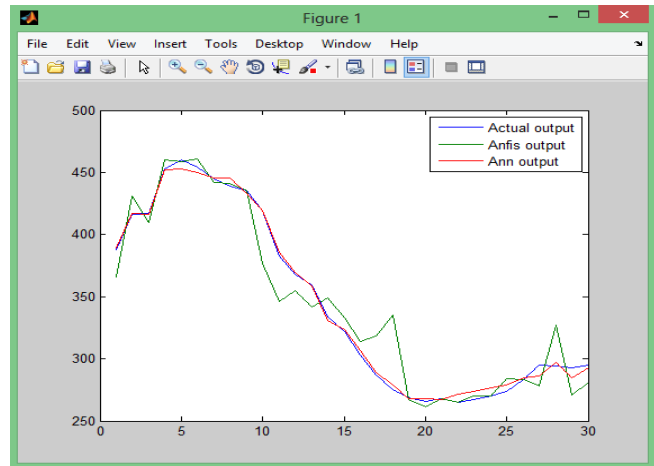 Figure 1
File Edit View Insert Tools Desktop Window Help
500
450
400
350
300
250
0 5 10 15 20 25 30
Actual output
Anfis output
Ann output